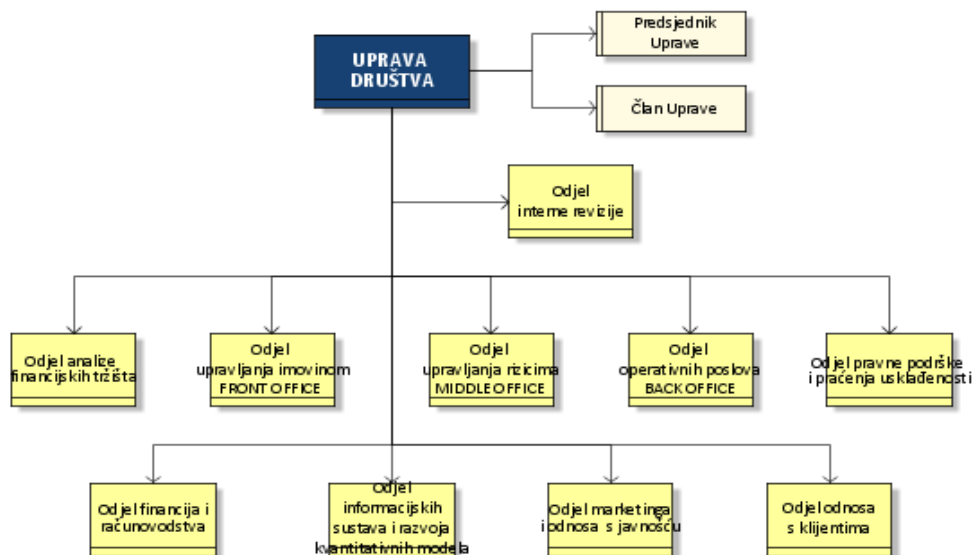 UPRAVA
DRUŠTVA
Predsjednik
Uprave
Član Uprave
Odjel
interne revizije
Odjel analize
financijskih tržišta
Odjel
upravljanja imovinom
FRONT OFFICE
Odjel
upravljanja rizicima
MIDDLE OFFICE
Odjel
operativnih poslova
BACK OFFICE
Odjel pravne podrške
i praćenja usklađenosti
Odjel financija i
računovodstva
Odjel
informacijskih
sustava i razvoja
kvantitativnih modela
Odjel marketinga
i odnosa s javnošću
Odjel odnosa
s klijentima